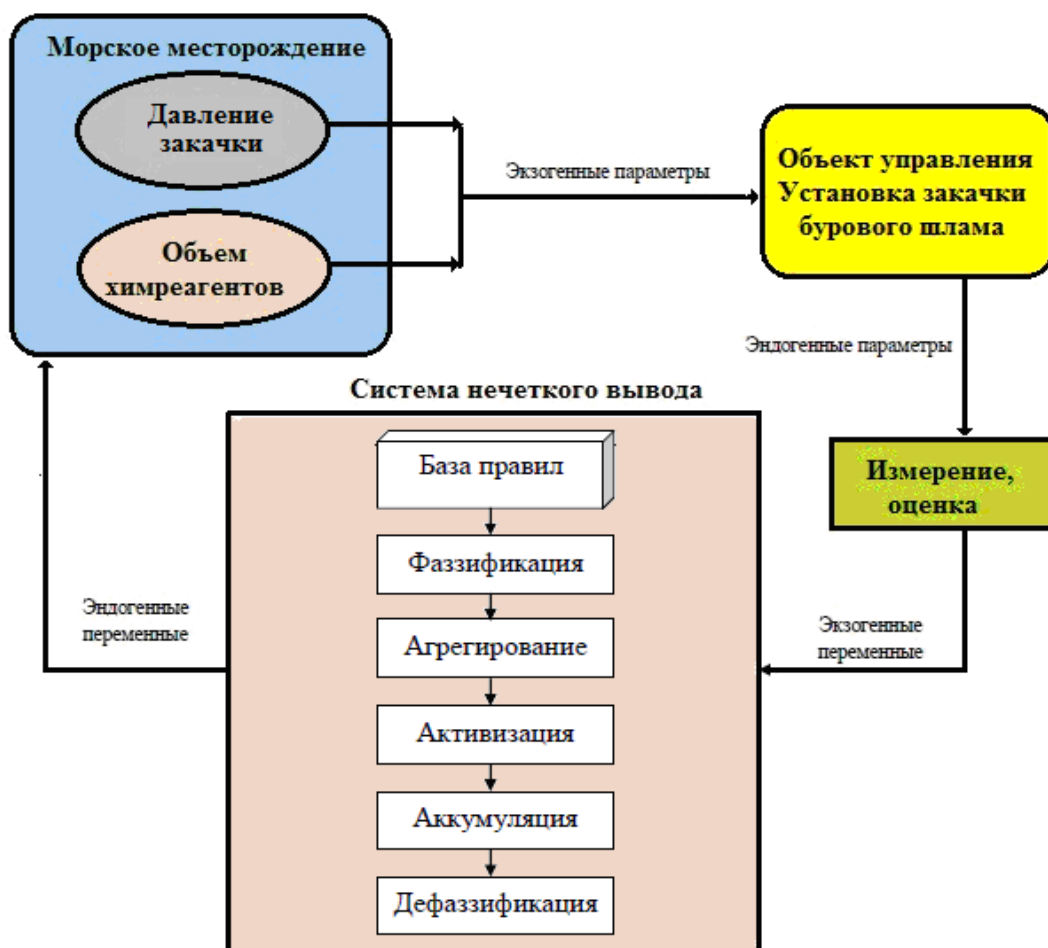 Морское месторождение
Давление
закачки
Объем
химреагентов
Экзогенные параметры
Объект управления
Установка закачки
бурового шлама
Эндогенные параметры
Измерение,
оценка
Экзогенные
переменные
Система нечеткого вывода
База правил
Фаззификация
Агрегирование
Активизация
Аккумуляция
Дефаззификация
Эндогенные
переменные